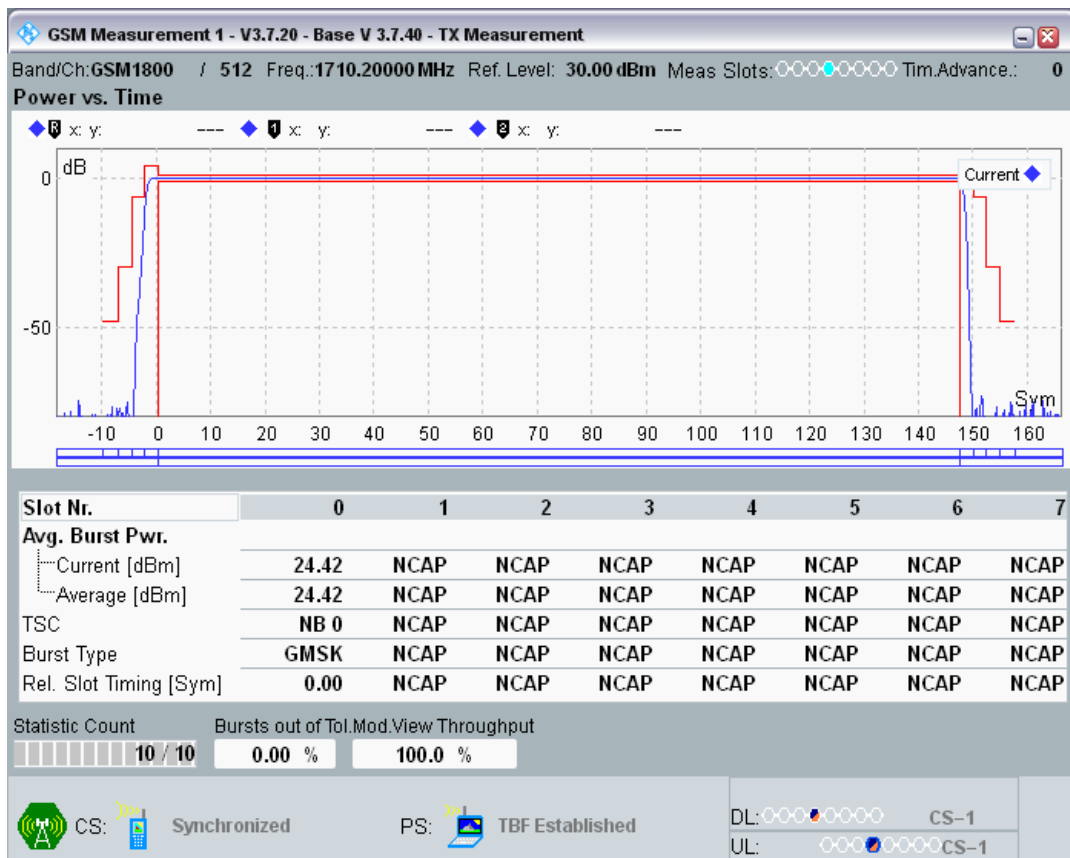 GSM Measurement 1 - V3.7.20 - Base V 3.7.40 - TX Measurement
Band/Ch:GSM1800 / 512 Freq.:1710.20000 MHz Ref. Level: 30.00 dBm Meas Slots: Tim.Advance.: 0
Power vs. Time
R x: y: --- 1 x: y: --- 2 x: y: ---
dB
0
Current
-50
Sym
-10 0 10 20 30 40 50 60 70 80 90 100 110 120 130 140 150 160
Slot Nr. 0 1 2 3 4 5 6 7
Avg. Burst Pwr.
Current [dBm] 24.42 NCAP NCAP NCAP NCAP NCAP NCAP NCAP
Average [dBm] 24.42 NCAP NCAP NCAP NCAP NCAP NCAP NCAP
TSC NB 0 NCAP NCAP NCAP NCAP NCAP NCAP NCAP
Burst Type GMSK NCAP NCAP NCAP NCAP NCAP NCAP NCAP
Rel. Slot Timing [Sym] 0.00 NCAP NCAP NCAP NCAP NCAP NCAP NCAP
Statistic Count Bursts out of Tol.Mod.View Throughput
10 / 10 0.00 % 100.0 %
CS: Synchronized PS: TBF Established
DL: CS-1
UL: CS-1